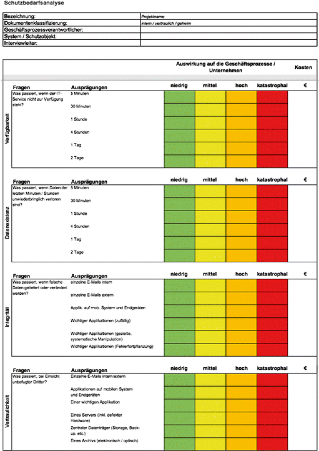 Schutzbedarfsanalyse
Bezeichnung: Projektname
Dokumentenklassifizierung: intern / vertraulich / geheim
Geschäftsprozessverantwortlicher:
System / Schutzobjekt
Interviewleiter:
Auswirkung auf die Geschäftsprozesse / Unternehmen Kosten
Verfügbarkeit
Fragen Ausprägungen niedrig mittel hoch katastrophal €
Was passiert, wenn der IT-Service nicht zur Verfügung steht?
5 Minuten
30 Minuten
1 Stunde
4 Stunden
1 Tag
2 Tage
Fragen Ausprägungen niedrig mittel hoch katastrophal €
Was passiert, wenn Daten der letzten Minuten / Stunden unwiederbringlich verloren sind?
5 Minuten
30 Minuten
1 Stunde
4 Stunden
1 Tag
2 Tage
Integrität
Fragen Ausprägungen niedrig mittel hoch katastrophal €
Was passiert, wenn falsche Daten geliefert oder verändert werden?
einzelne E-Mails intern
einzelne E-Mails extern
Applik. auf mob. System und Endgeräten
Wichtiger Applikationen (zufällig)
Wichtiger Applikationen (gezielte, systematische Manipulation)
Wichtiger Applikationen (Fehlerfortpflanzung)
Vertraulichkeit
Fragen Ausprägungen niedrig mittel hoch katastrophal €
Was passiert, bei Einsicht unbefugter Dritter?
Einzelne E-Mails intern/extern
Applikationen auf mobilen System und Endgeräten
Einer wichtigen Applikation
Eines Servers (inkl. defekter Hardware)
Zentraler Datenträger (Storage, Back-up, etc.)
Eines Archivs (elektronisch / optisch)